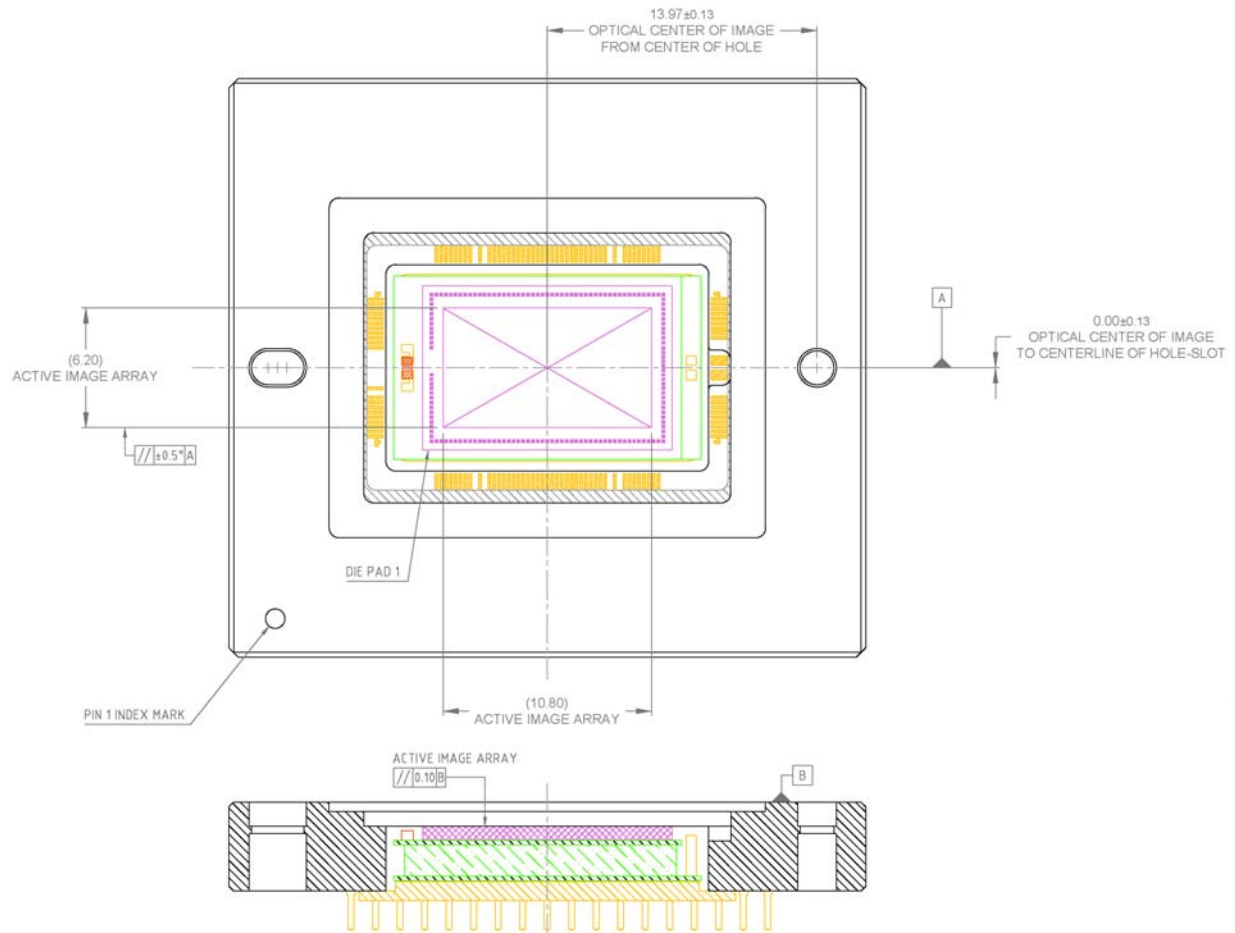 13.97±0.13
OPTICAL CENTER OF IMAGE
FROM CENTER OF HOLE
A
0.00±0.13
OPTICAL CENTER OF IMAGE
TO CENTERLINE OF HOLE-SLOT
(6.20)
ACTIVE IMAGE ARRAY
// ±0.5° A
DIE PAD 1
PIN 1 INDEX MARK
(10.80)
ACTIVE IMAGE ARRAY
ACTIVE IMAGE ARRAY
// 0.10 B
B